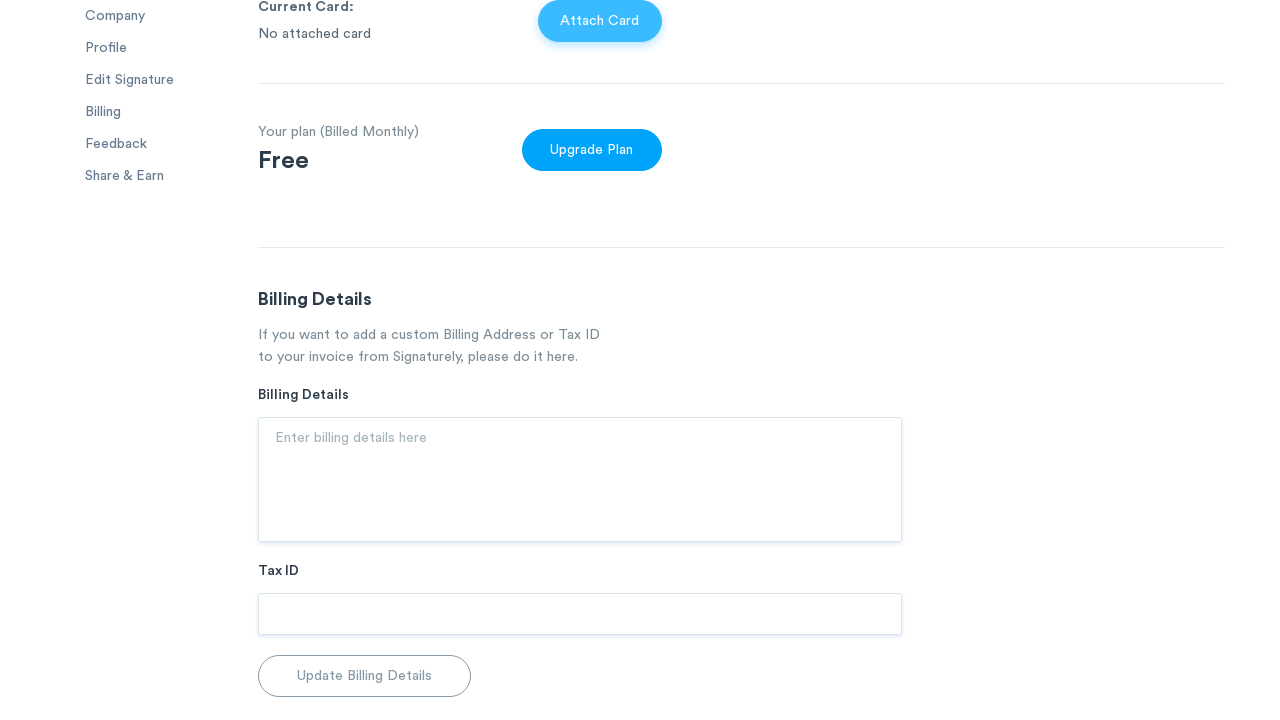 Company
Profile
Edit Signature
Billing
Feedback
Share & Earn
Current Card:
No attached card
Attach Card
Your plan (Billed Monthly)
Free
Upgrade Plan
Billing Details
If you want to add a custom Billing Address or Tax ID
to your invoice from Signaturely, please do it here.
Billing Details
Enter billing details here
Tax ID
Update Billing Details